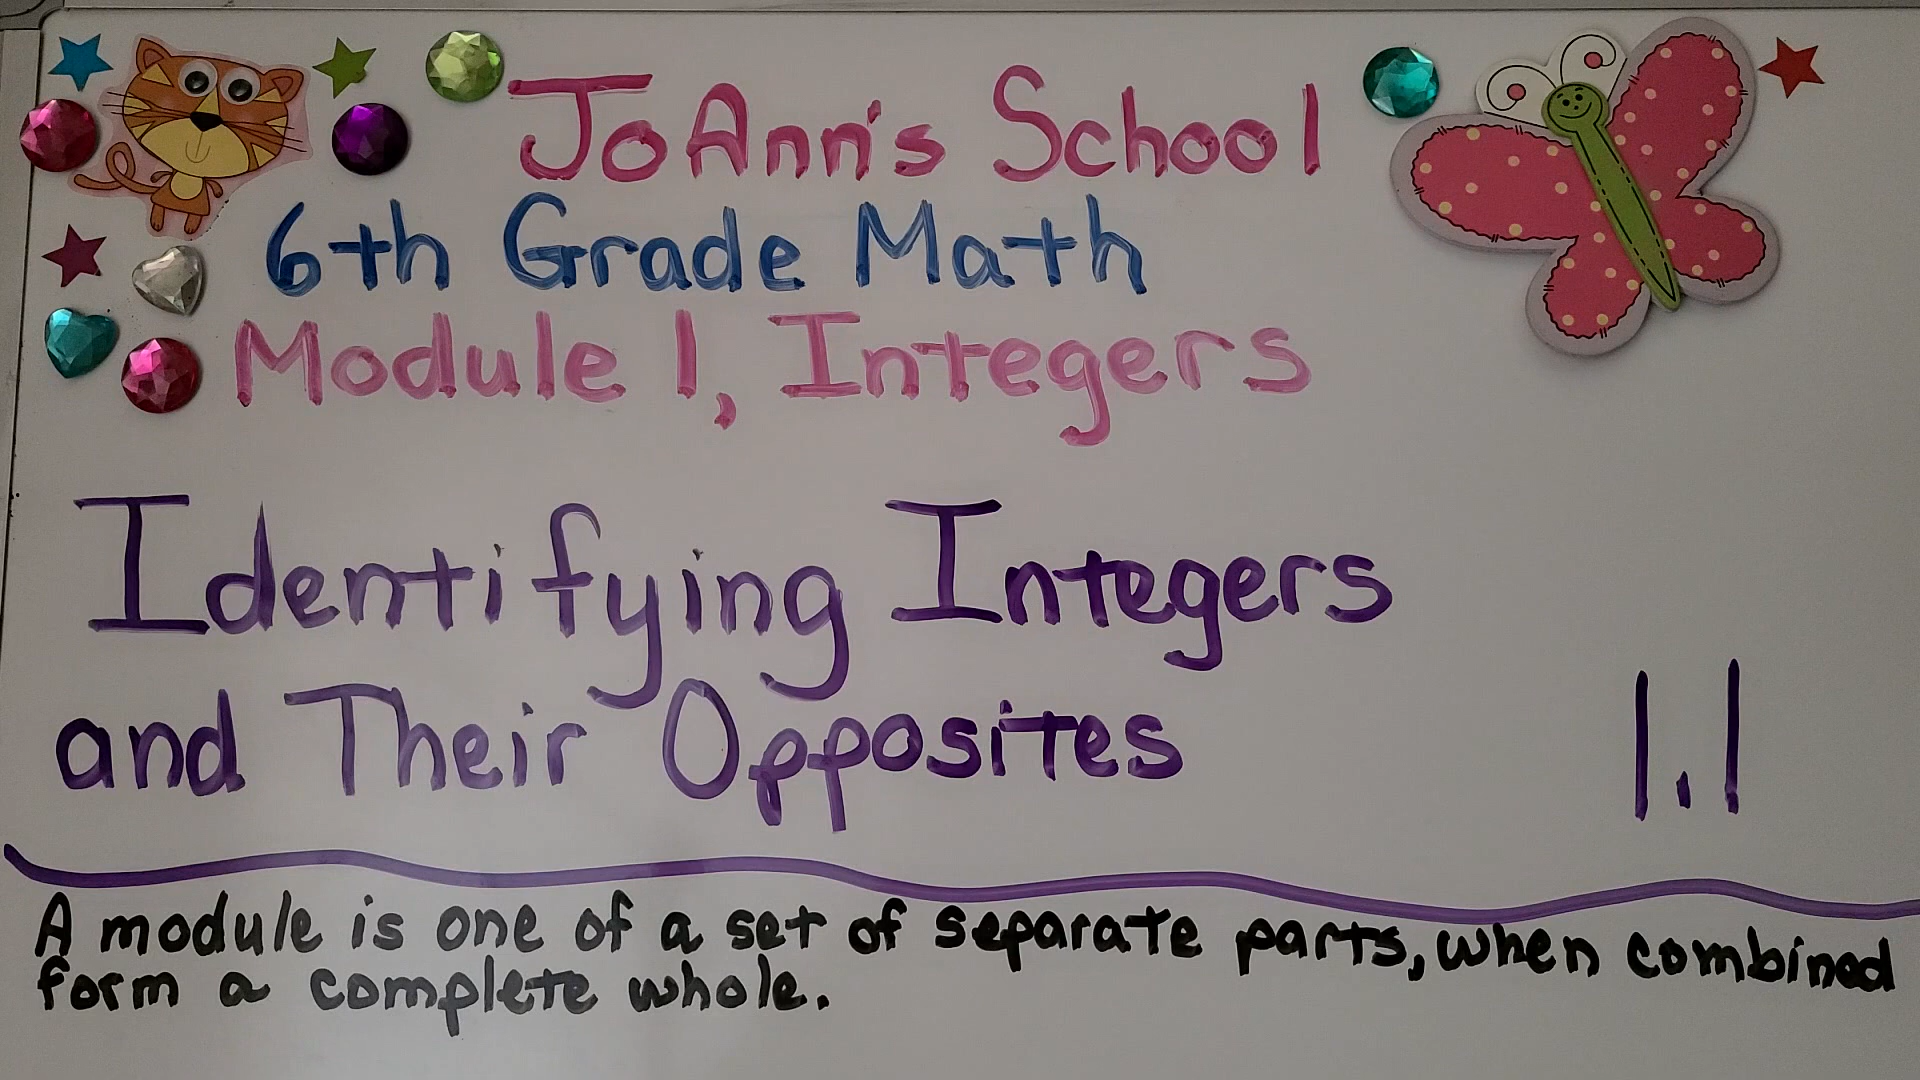 JoAnn's School
6th Grade Math
Module 1, Integers
Identifying Integers
and Their Opposites
1.1
A module is one of a set of separate parts, when combined
form a complete whole.